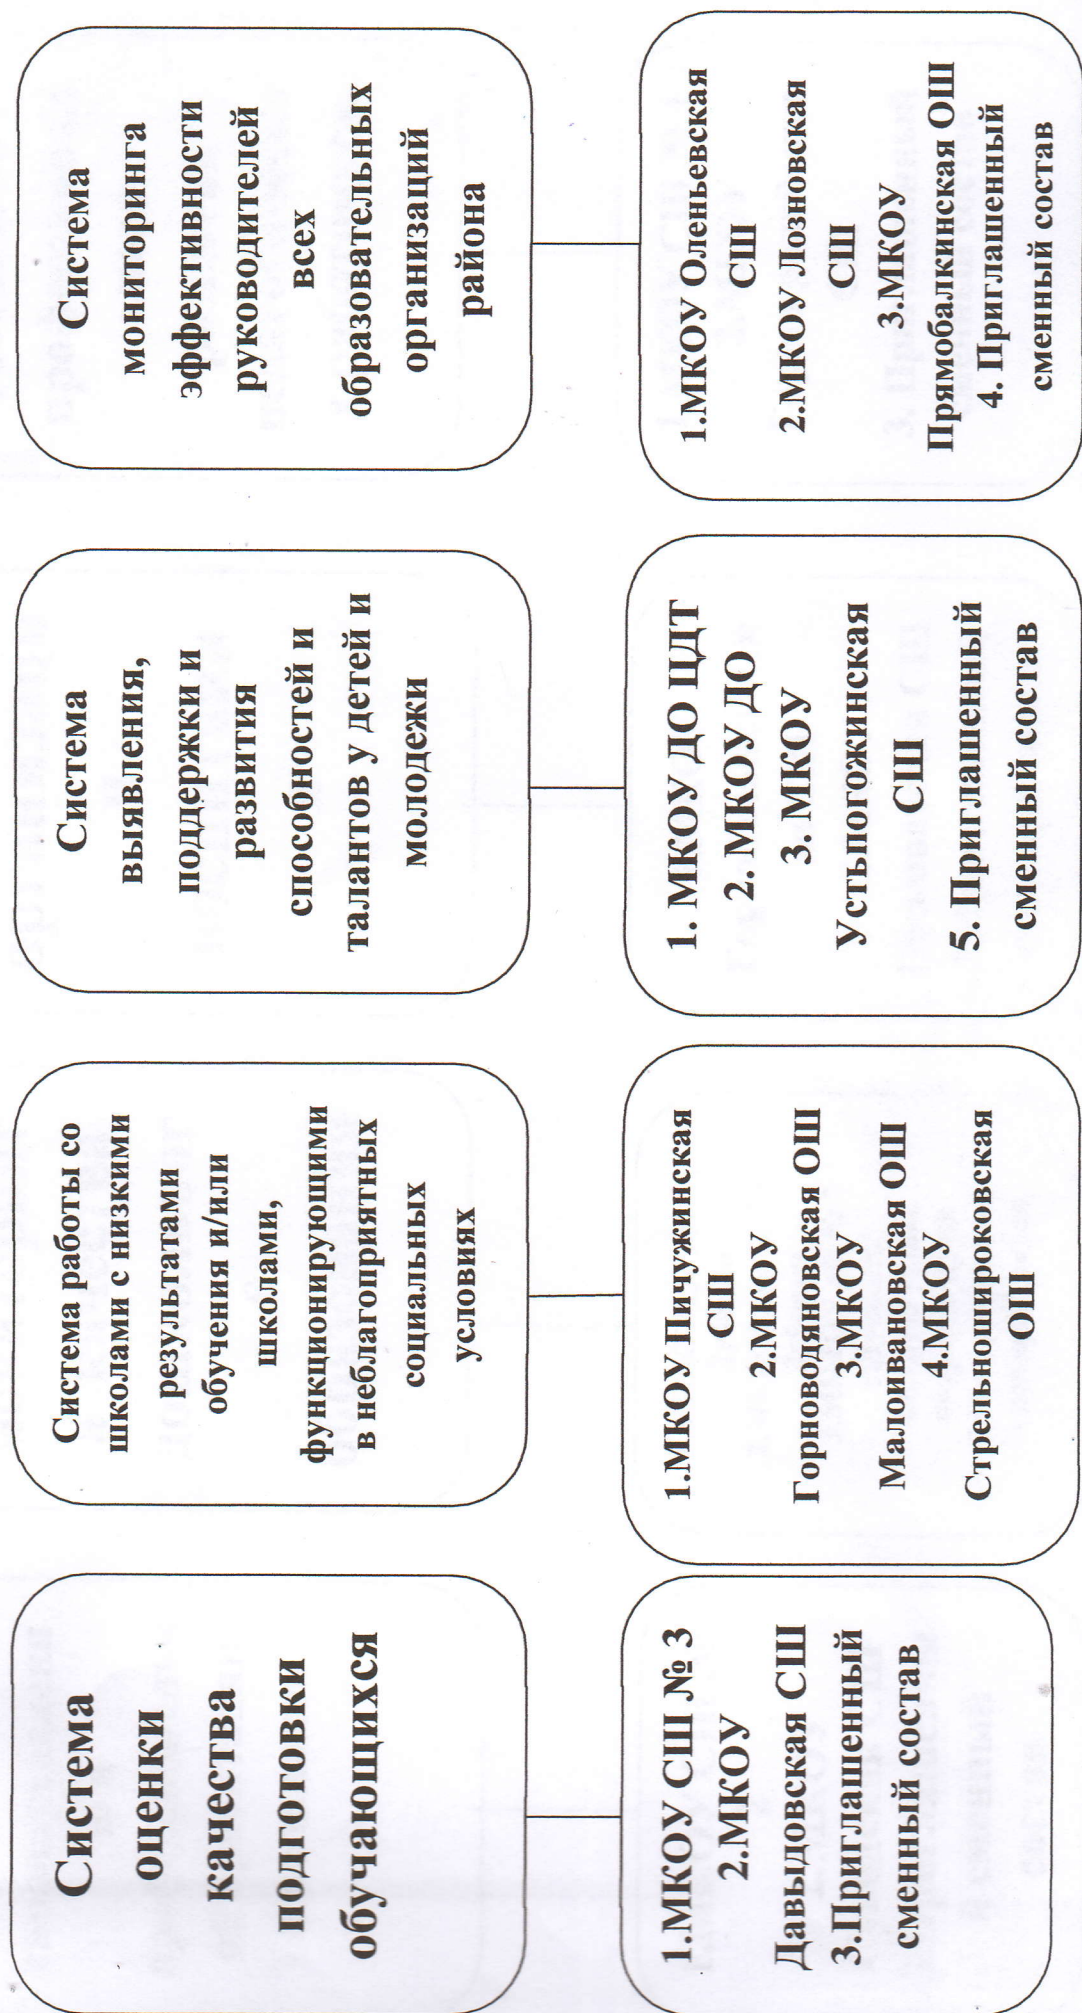 Система
оценки
качества
подготовки
обучающихся
1.МКОУ СШ № 3
2.МКОУ
Давыдовская СШ
3.Приглашенный
сменный состав
Система работы со
школами с низкими
результатами
обучения и/или
школами,
функционирующими
в неблагоприятных
социальных
условиях
1.МКОУ Пичужинская
СШ
2.МКОУ
Горноводяновская ОШ
3.МКОУ
Малоивановская ОШ
4.МКОУ
Стрельношироковская
ОШ
Система
выявления,
поддержки и
развития
способностей и
талантов у детей и
молодежи
1. МКОУ ДО ЦДТ
2. МКОУ ДО
3. МКОУ
Устьпогожинская
СШ
5. Приглашенный
сменный состав
Система
мониторинга
эффективности
руководителей
всех
образовательных
организаций
района
1.МКОУ Оленьевская
СШ
2.МКОУ Лозновская
СШ
3.МКОУ
Прямобалкинская ОШ
4. Приглашенный
сменный состав